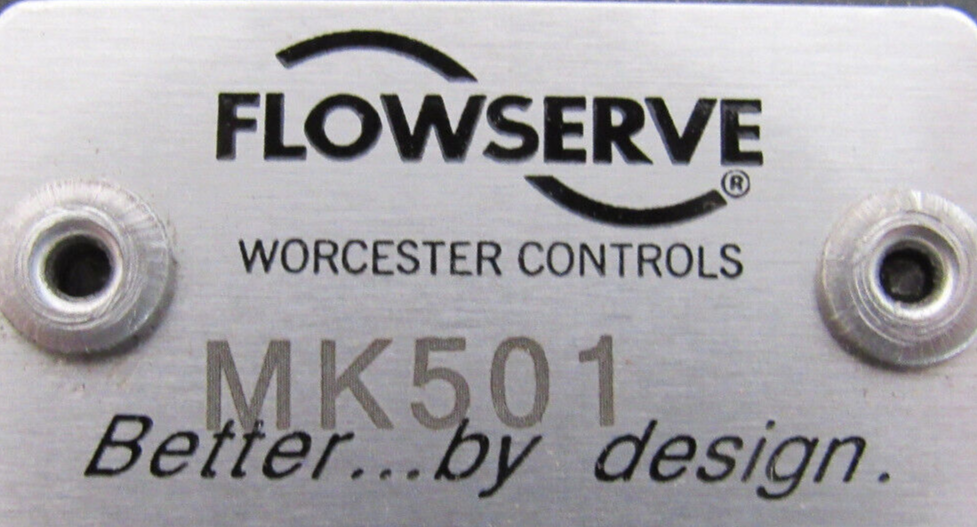 FLOWSERVE®
WORCESTER CONTROLS
MK501
Better...by design.